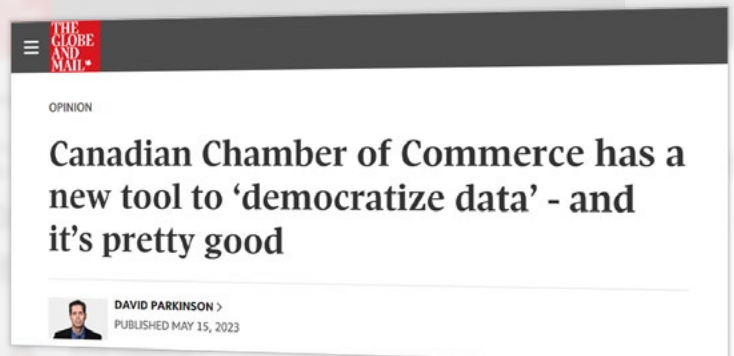 THE
GLOBE
AND
MAIL
OPINION
Canadian Chamber of Commerce has a
new tool to ‘democratize data’ - and
it’s pretty good
DAVID PARKINSON >
PUBLISHED MAY 15, 2023